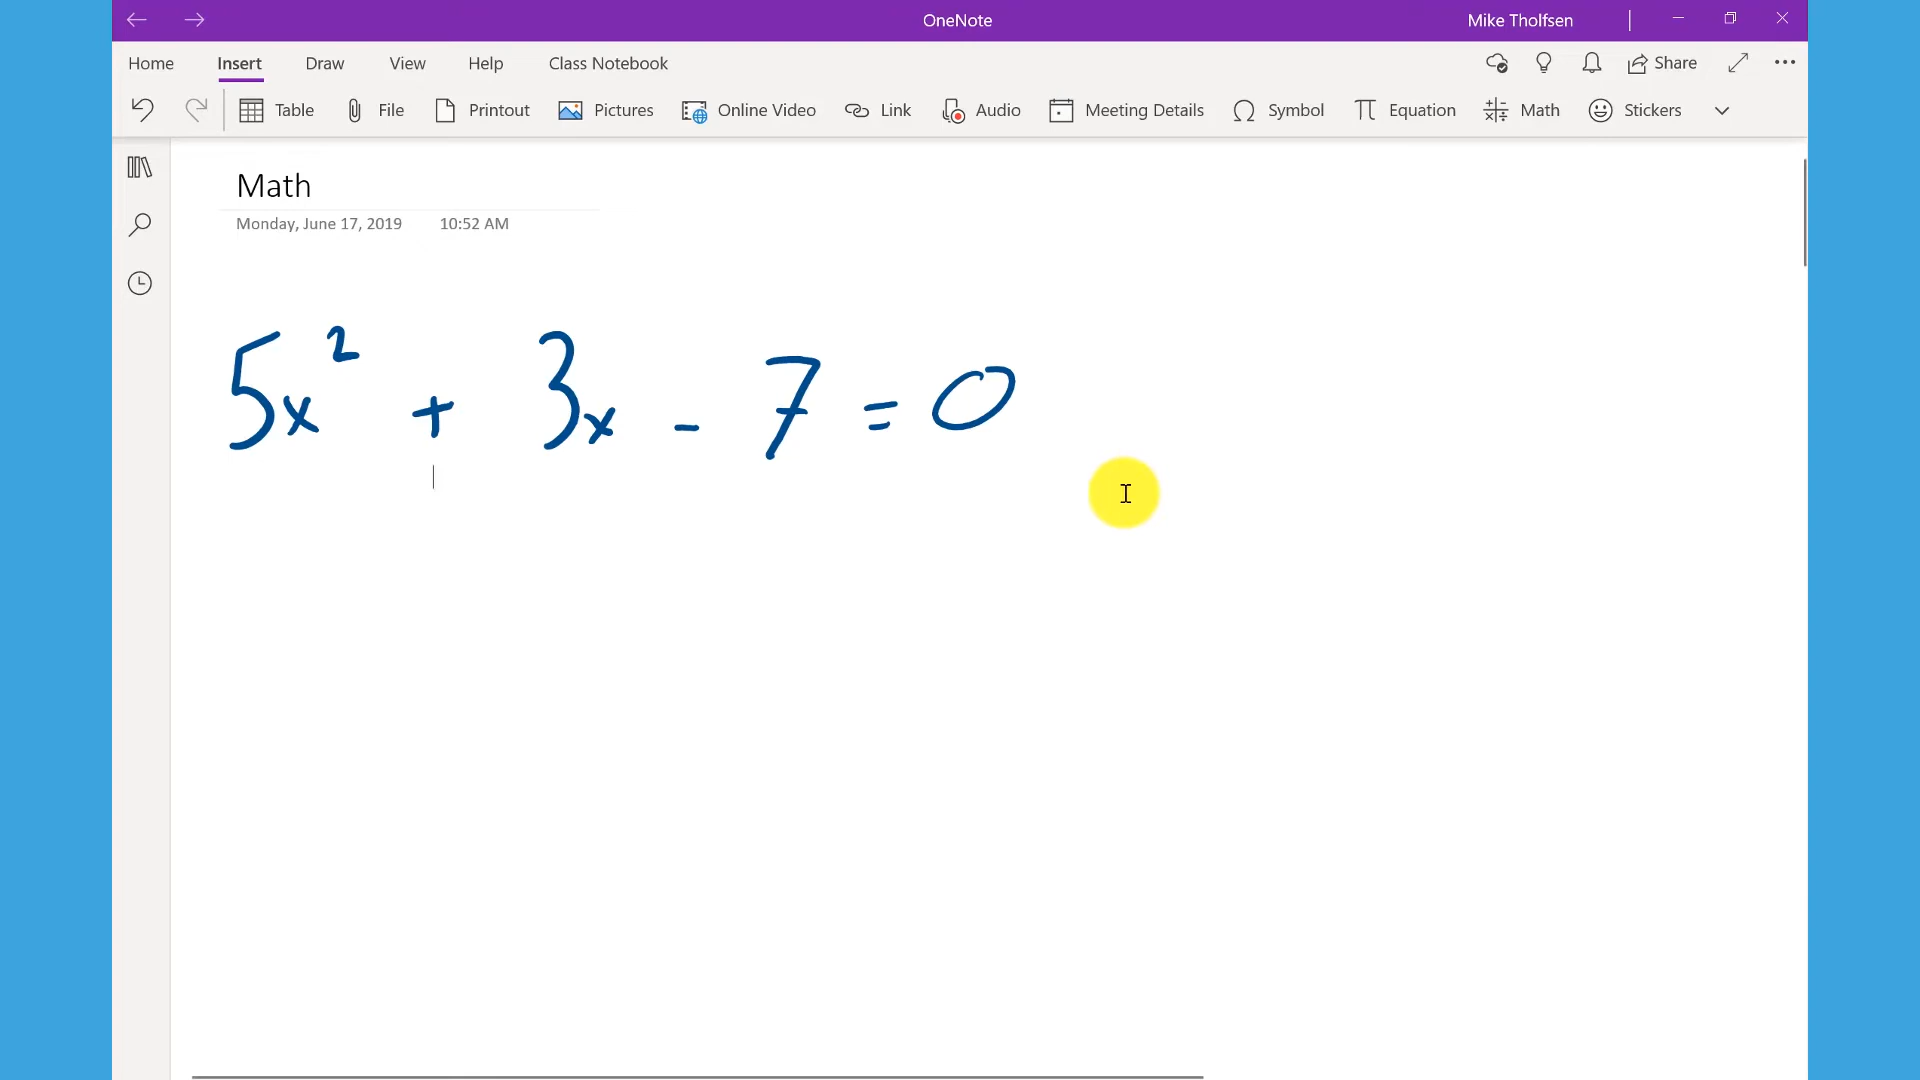 OneNote Mike Tholfsen
Home Insert Draw View Help Class Notebook Share
Table File Printout Pictures Online Video Link Audio Meeting Details Symbol Equation Math Stickers
Math
Monday, June 17, 2019 10:52 AM
5x² + 3x - 7 = 0